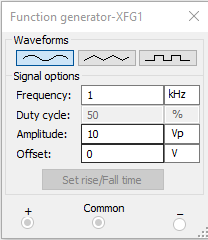 Function generator-XFG1
Waveforms
Signal options
Frequency: 1 kHz
Duty cycle: 50 %
Amplitude: 10 Vp
Offset: 0 V
Set rise/Fall time
+ Common −